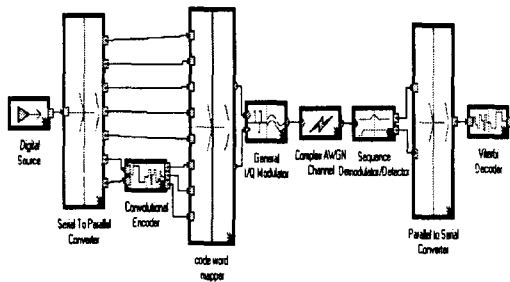 Digital
Source
Serial To Parallel
Converter
Convolutional
Encoder
code word
mapper
General
I/Q Modulator
Complex AWGN
Channel
Sequence
Demodulator/Detector
Parallel to Serial
Converter
Viterbi
Decoder